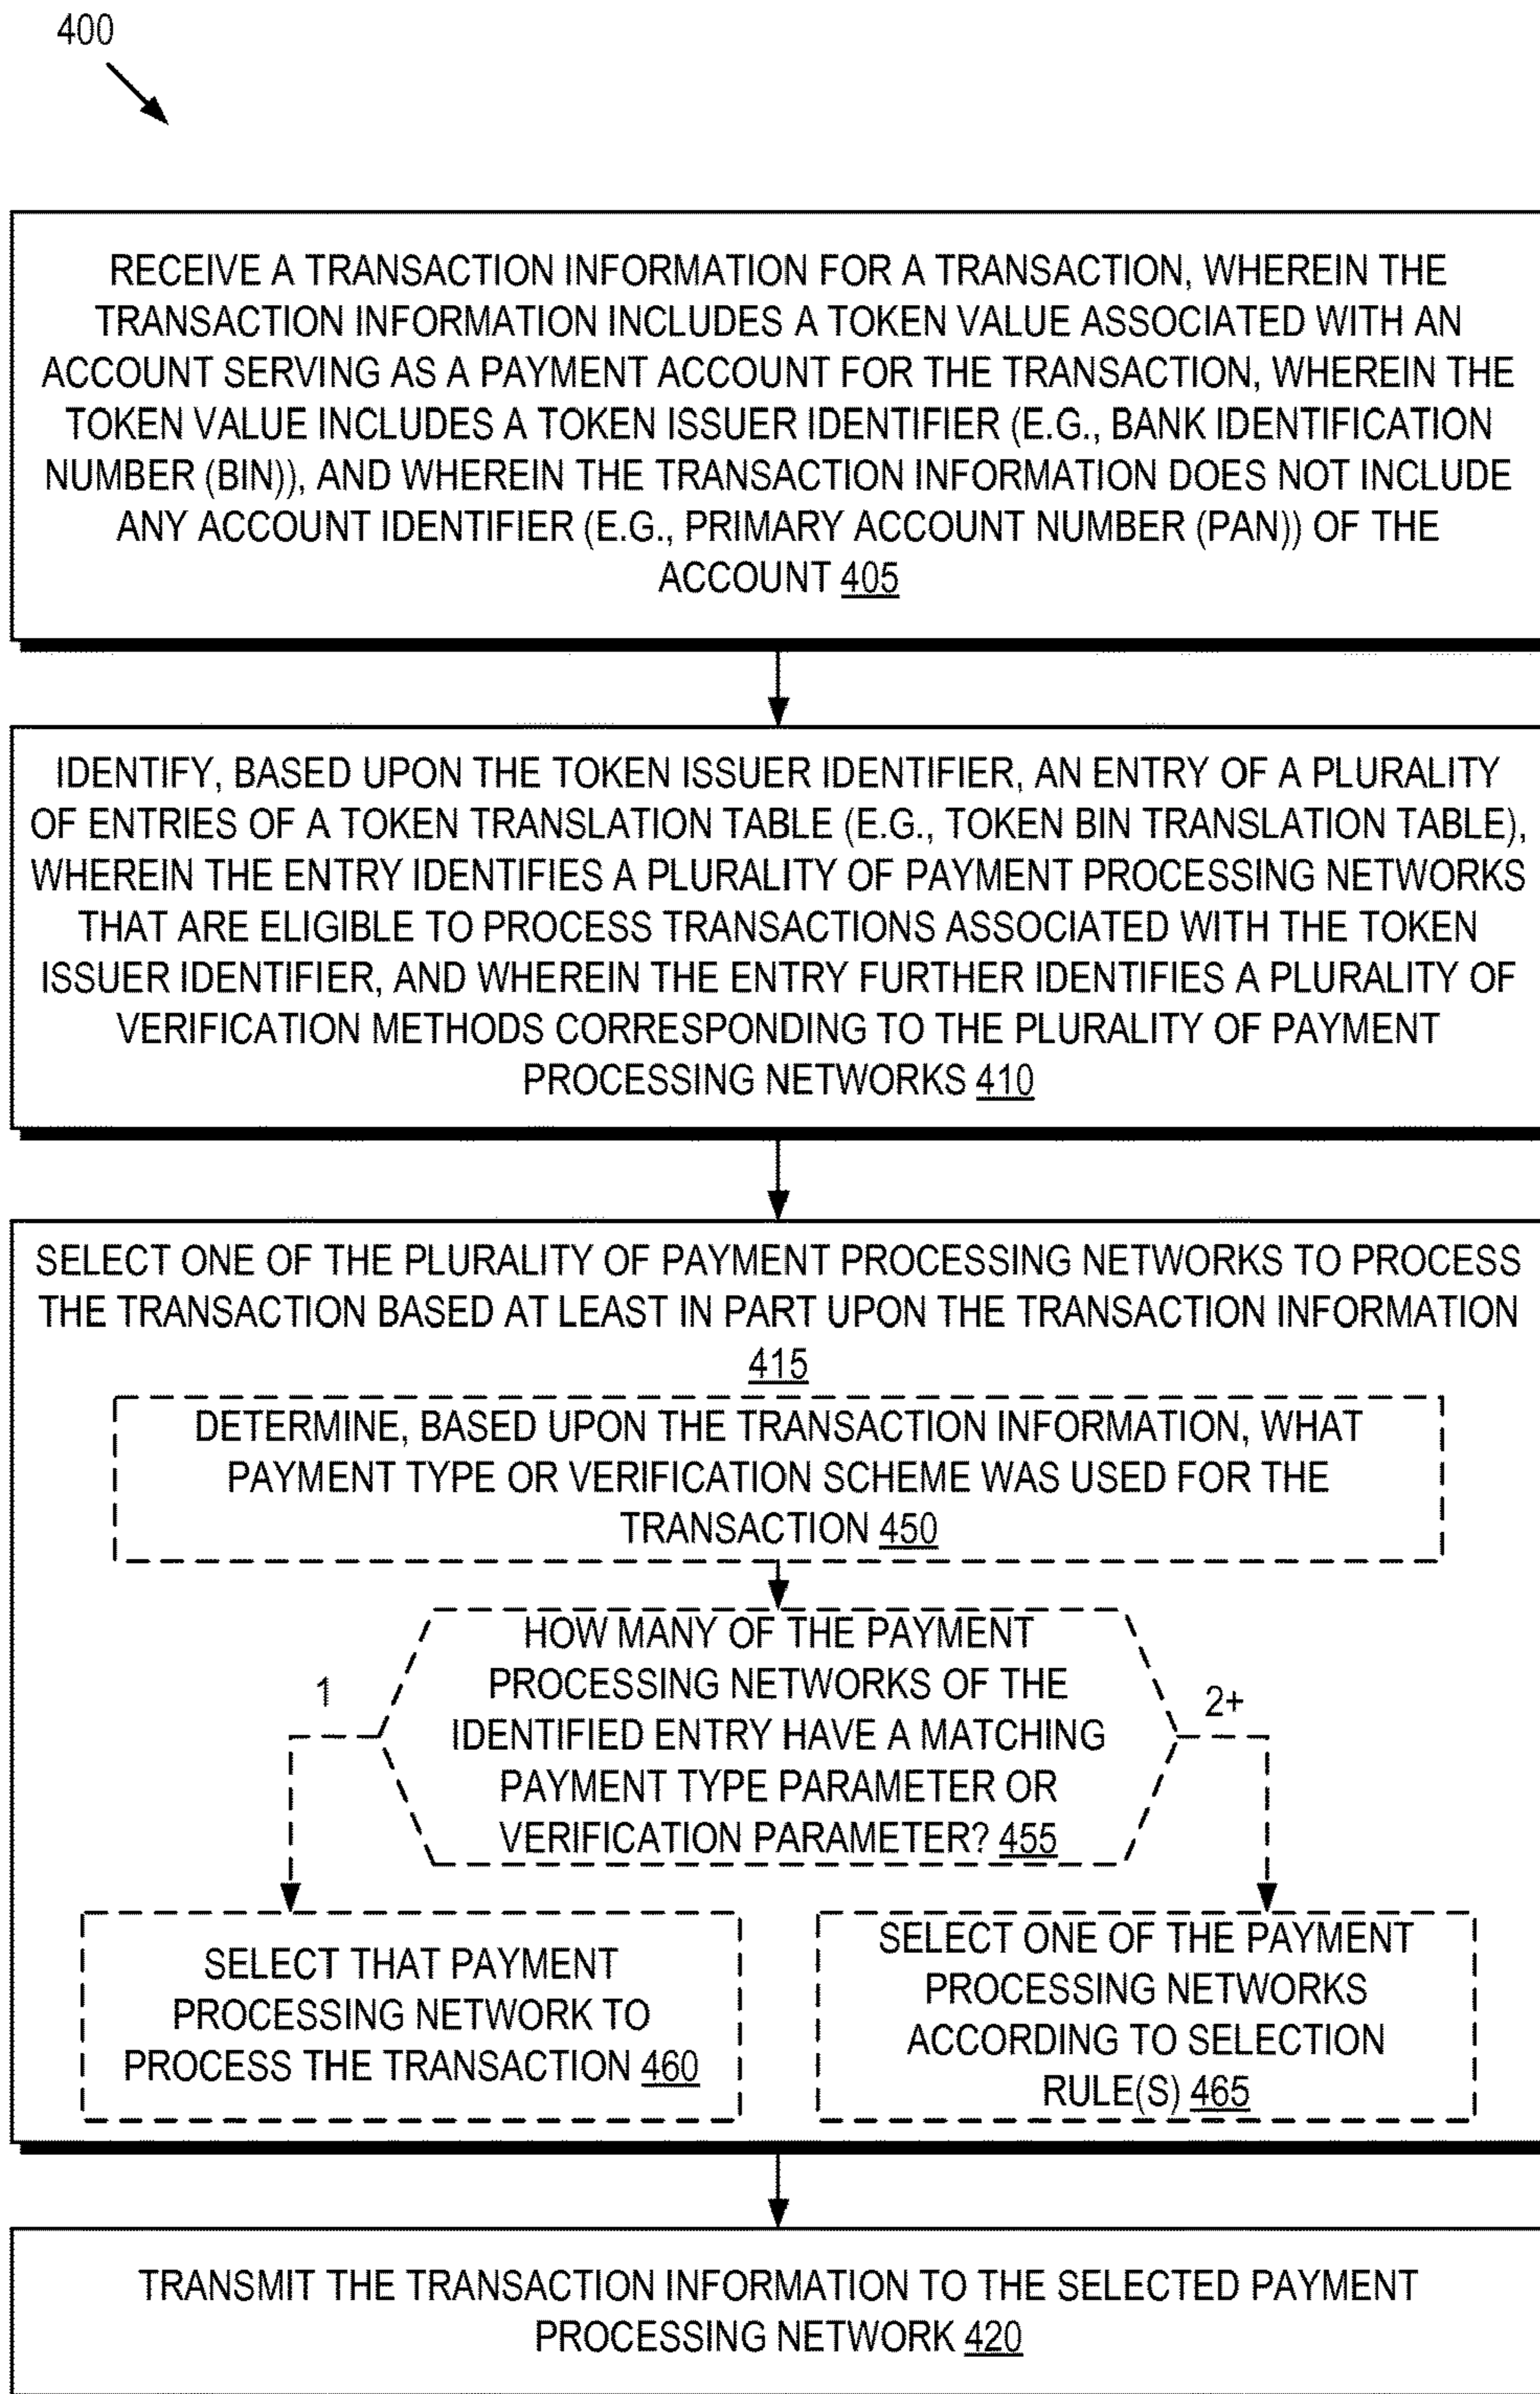 400
RECEIVE A TRANSACTION INFORMATION FOR A TRANSACTION, WHEREIN THE
TRANSACTION INFORMATION INCLUDES A TOKEN VALUE ASSOCIATED WITH AN
ACCOUNT SERVING AS A PAYMENT ACCOUNT FOR THE TRANSACTION, WHEREIN THE
TOKEN VALUE INCLUDES A TOKEN ISSUER IDENTIFIER (E.G., BANK IDENTIFICATION
NUMBER (BIN)), AND WHEREIN THE TRANSACTION INFORMATION DOES NOT INCLUDE
ANY ACCOUNT IDENTIFIER (E.G., PRIMARY ACCOUNT NUMBER (PAN)) OF THE
ACCOUNT 405
IDENTIFY, BASED UPON THE TOKEN ISSUER IDENTIFIER, AN ENTRY OF A PLURALITY
OF ENTRIES OF A TOKEN TRANSLATION TABLE (E.G., TOKEN BIN TRANSLATION TABLE),
WHEREIN THE ENTRY IDENTIFIES A PLURALITY OF PAYMENT PROCESSING NETWORKS
THAT ARE ELIGIBLE TO PROCESS TRANSACTIONS ASSOCIATED WITH THE TOKEN
ISSUER IDENTIFIER, AND WHEREIN THE ENTRY FURTHER IDENTIFIES A PLURALITY OF
VERIFICATION METHODS CORRESPONDING TO THE PLURALITY OF PAYMENT
PROCESSING NETWORKS 410
SELECT ONE OF THE PLURALITY OF PAYMENT PROCESSING NETWORKS TO PROCESS
THE TRANSACTION BASED AT LEAST IN PART UPON THE TRANSACTION INFORMATION
415
DETERMINE, BASED UPON THE TRANSACTION INFORMATION, WHAT
PAYMENT TYPE OR VERIFICATION SCHEME WAS USED FOR THE
TRANSACTION 450
HOW MANY OF THE PAYMENT
PROCESSING NETWORKS OF THE
IDENTIFIED ENTRY HAVE A MATCHING
PAYMENT TYPE PARAMETER OR
VERIFICATION PARAMETER? 455
1
2+
SELECT THAT PAYMENT
PROCESSING NETWORK TO
PROCESS THE TRANSACTION 460
SELECT ONE OF THE PAYMENT
PROCESSING NETWORKS
ACCORDING TO SELECTION
RULE(S) 465
TRANSMIT THE TRANSACTION INFORMATION TO THE SELECTED PAYMENT
PROCESSING NETWORK 420